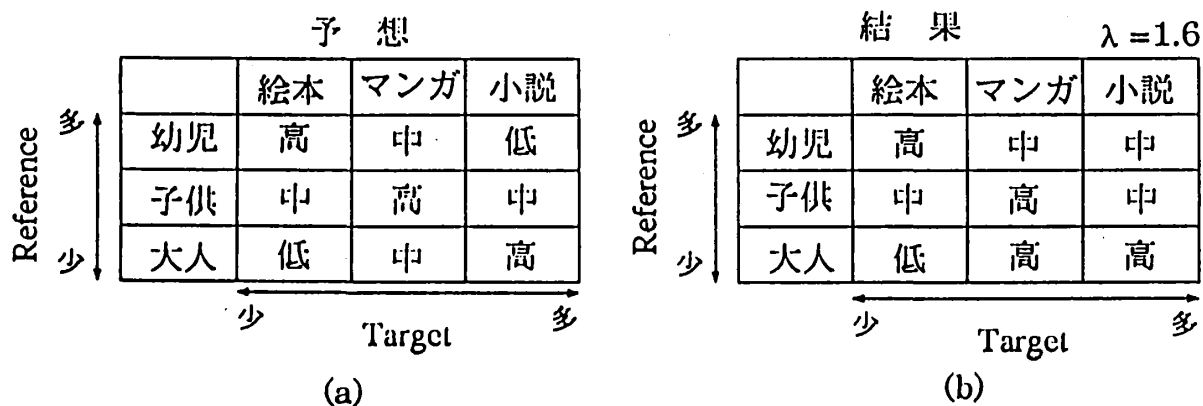 予 想
絵本 マンガ 小説
幼児 高 中 低
子供 中 高 中
大人 低 中 高
Reference
多
少
少 多
Target
(a)
結 果 λ=1.6
絵本 マンガ 小説
幼児 高 中 中
子供 中 高 中
大人 低 高 高
Reference
多
少
少 多
Target
(b)